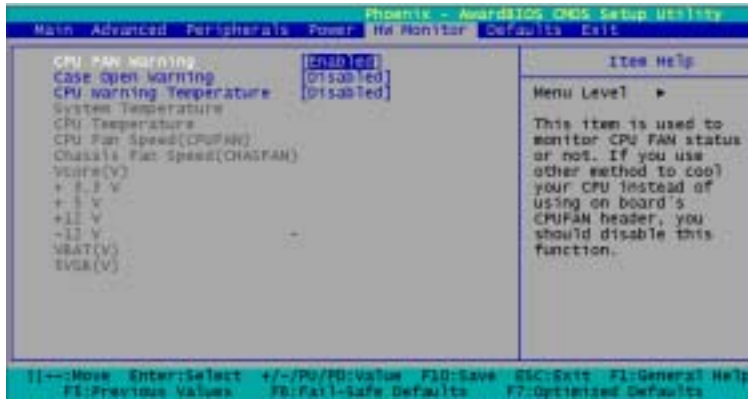 Phoenix - AwardBIOS CMOS Setup Utility
Main Advanced Peripherals Power HW Monitor Defaults Exit
CPU FAN Warning [Enabled]
Case Open Warning [Disabled]
CPU Warning Temperature [Disabled]
System Temperature
CPU Temperature
CPU Fan Speed(CPUFAN)
Chassis Fan Speed(CHASFAN)
Vcore(V)
+ 3.3 V
+ 5 V
+12 V
-12 V -
VBAT(V)
5VSB(V)
Item Help
Menu Level ▸
This item is used to
monitor CPU FAN status
or not. If you use
other method to cool
your CPU instead of
using on board's
CPUFAN header, you
should disable this
function.
||--:Move Enter:Select +/-/PU/PD:Value F10:Save ESC:Exit F1:General Help
F5:Previous Values F6:Fail-Safe Defaults F7:Optimized Defaults